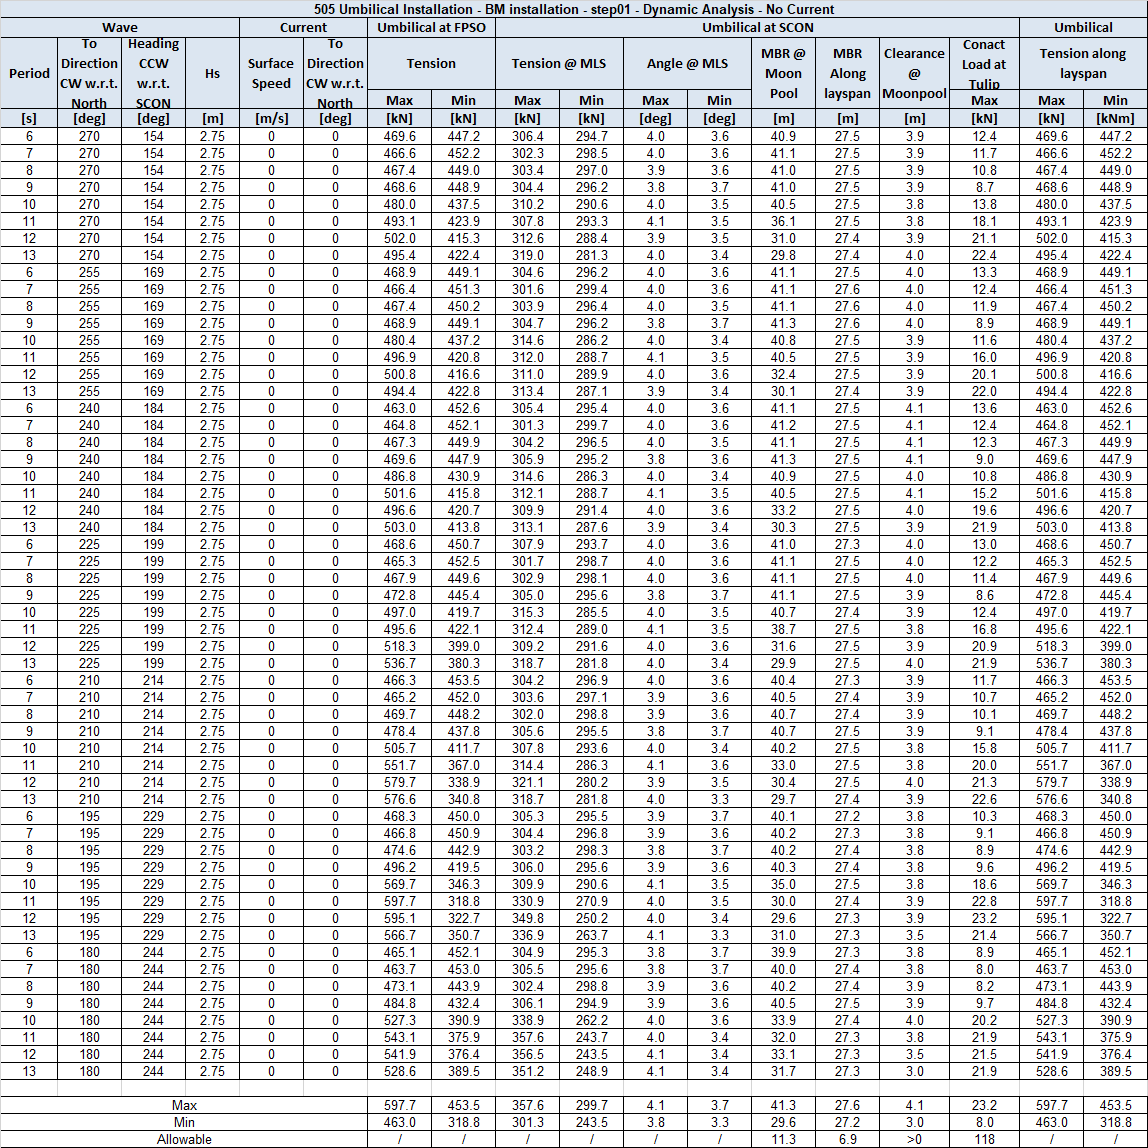 505 Umbilical Installation - BM installation - step01 - Dynamic Analysis - No Current
Wave Current Umbilical at FPSO Umbilical at SCON Umbilical
Period To Direction CW w.r.t. North Heading CCW w.r.t. SCON Hs Surface Speed To Direction CW w.r.t. North Tension Tension @ MLS Angle @ MLS MBR @ Moon Pool MBR Along layspan Clearance @ Moonpool Conact Load at Tulip Tension along layspan
Max Min Max Min Max Min Max Max Min
[s] [deg] [deg] [m] [m/s] [deg] [kN] [kN] [kN] [kN] [deg] [deg] [m] [m] [m] [kN] [kN] [kNm]
6 270 154 2.75 0 0 469.6 447.2 306.4 294.7 4.0 3.6 40.9 27.5 3.9 12.4 469.6 447.2
7 270 154 2.75 0 0 466.6 452.2 302.3 298.5 4.0 3.6 41.1 27.5 3.9 11.7 466.6 452.2
8 270 154 2.75 0 0 467.4 449.0 303.4 297.0 3.9 3.6 41.0 27.5 3.9 10.8 467.4 449.0
9 270 154 2.75 0 0 468.6 448.9 304.4 296.2 3.8 3.7 41.0 27.5 3.9 8.7 468.6 448.9
10 270 154 2.75 0 0 480.0 437.5 310.2 290.6 4.0 3.5 40.5 27.5 3.8 13.8 480.0 437.5
11 270 154 2.75 0 0 493.1 423.9 307.8 293.3 4.1 3.5 36.1 27.5 3.8 18.1 493.1 423.9
12 270 154 2.75 0 0 502.0 415.3 312.6 288.4 3.9 3.5 31.0 27.4 3.9 21.1 502.0 415.3
13 270 154 2.75 0 0 495.4 422.4 319.0 281.3 4.0 3.4 29.8 27.4 4.0 22.4 495.4 422.4
6 255 169 2.75 0 0 468.9 449.1 304.6 296.2 4.0 3.6 41.1 27.5 4.0 13.3 468.9 449.1
7 255 169 2.75 0 0 466.4 451.3 301.6 299.4 4.0 3.6 41.1 27.6 4.0 12.4 466.4 451.3
8 255 169 2.75 0 0 467.4 450.2 303.9 296.4 4.0 3.5 41.1 27.6 4.0 11.9 467.4 450.2
9 255 169 2.75 0 0 468.9 449.1 304.7 296.2 3.8 3.7 41.3 27.6 4.0 8.9 468.9 449.1
10 255 169 2.75 0 0 480.4 437.2 314.6 286.2 4.0 3.4 40.8 27.5 3.9 11.6 480.4 437.2
11 255 169 2.75 0 0 496.9 420.8 312.0 288.7 4.1 3.5 40.5 27.5 3.9 16.0 496.9 420.8
12 255 169 2.75 0 0 500.8 416.6 311.0 289.9 4.0 3.6 32.4 27.5 3.9 20.1 500.8 416.6
13 255 169 2.75 0 0 494.4 422.8 313.4 287.1 3.9 3.4 30.1 27.4 3.9 22.0 494.4 422.8
6 240 184 2.75 0 0 463.0 452.6 305.4 295.4 4.0 3.6 41.1 27.5 4.1 13.6 463.0 452.6
7 240 184 2.75 0 0 464.8 452.1 301.3 299.7 4.0 3.6 41.2 27.5 4.1 12.4 464.8 452.1
8 240 184 2.75 0 0 467.3 449.9 304.2 296.5 4.0 3.5 41.1 27.5 4.1 12.3 467.3 449.9
9 240 184 2.75 0 0 469.6 447.9 305.9 295.2 3.8 3.6 41.3 27.5 4.1 9.0 469.6 447.9
10 240 184 2.75 0 0 486.8 430.9 314.6 286.3 4.0 3.4 40.9 27.5 4.0 10.8 486.8 430.9
11 240 184 2.75 0 0 501.6 415.8 312.1 288.7 4.1 3.5 40.5 27.5 4.1 15.2 501.6 415.8
12 240 184 2.75 0 0 496.6 420.7 309.9 291.4 4.0 3.6 33.2 27.5 4.0 19.6 496.6 420.7
13 240 184 2.75 0 0 503.0 413.8 313.1 287.6 3.9 3.4 30.3 27.5 4.0 21.9 503.0 413.8
6 225 199 2.75 0 0 468.6 450.7 307.9 293.7 4.0 3.6 41.0 27.3 4.0 13.0 468.6 450.7
7 225 199 2.75 0 0 465.3 452.5 301.7 298.7 4.0 3.6 41.1 27.5 4.0 12.2 465.3 452.5
8 225 199 2.75 0 0 467.9 449.6 302.9 298.1 4.0 3.6 41.1 27.5 4.0 11.4 467.9 449.6
9 225 199 2.75 0 0 472.8 445.4 305.0 295.6 3.8 3.7 41.1 27.5 3.9 8.6 472.8 445.4
10 225 199 2.75 0 0 497.0 419.7 315.3 285.5 4.0 3.5 40.7 27.4 3.9 12.4 497.0 419.7
11 225 199 2.75 0 0 495.6 422.1 312.4 289.0 4.1 3.5 38.7 27.4 3.8 16.8 495.6 422.1
12 225 199 2.75 0 0 518.3 399.0 309.2 291.6 4.0 3.6 31.6 27.5 3.9 20.9 518.3 399.0
13 225 199 2.75 0 0 536.7 380.3 318.7 281.8 4.0 3.4 29.9 27.5 4.0 21.9 536.7 380.3
6 210 214 2.75 0 0 466.3 453.5 304.2 296.9 4.0 3.6 40.4 27.3 3.9 11.7 466.3 453.5
7 210 214 2.75 0 0 465.2 452.0 303.6 297.1 3.9 3.6 40.5 27.4 3.9 10.7 465.2 452.0
8 210 214 2.75 0 0 469.7 448.2 302.0 298.8 3.9 3.6 40.7 27.4 3.9 10.1 469.7 448.2
9 210 214 2.75 0 0 478.4 437.8 305.6 295.5 3.8 3.7 40.7 27.5 3.9 9.1 478.4 437.8
10 210 214 2.75 0 0 505.7 411.7 307.8 293.6 4.0 3.4 40.2 27.5 3.8 15.8 505.7 411.7
11 210 214 2.75 0 0 551.7 367.0 314.4 286.3 4.1 3.6 33.0 27.5 3.8 20.0 551.7 367.0
12 210 214 2.75 0 0 579.7 338.9 321.1 280.2 3.9 3.5 30.4 27.5 4.0 21.3 579.7 338.9
13 210 214 2.75 0 0 576.6 340.8 318.7 281.8 4.0 3.3 29.7 27.4 3.9 22.6 576.6 340.8
6 195 229 2.75 0 0 468.3 450.0 305.3 295.5 3.9 3.7 40.1 27.2 3.8 10.3 468.3 450.0
7 195 229 2.75 0 0 466.8 450.9 304.4 296.8 3.9 3.6 40.2 27.3 3.8 9.1 466.8 450.9
8 195 229 2.75 0 0 474.6 442.9 303.2 298.3 3.8 3.7 40.2 27.4 3.8 8.9 474.6 442.9
9 195 229 2.75 0 0 496.2 419.5 306.0 295.6 3.9 3.6 40.3 27.4 3.8 9.6 496.2 419.5
10 195 229 2.75 0 0 569.7 346.3 309.9 290.6 4.1 3.5 35.0 27.5 3.8 18.6 569.7 346.3
11 195 229 2.75 0 0 597.7 318.8 330.9 270.9 4.0 3.5 30.0 27.4 3.9 22.8 597.7 318.8
12 195 229 2.75 0 0 595.1 322.7 349.8 250.2 4.0 3.4 29.6 27.3 3.9 23.2 595.1 322.7
13 195 229 2.75 0 0 566.7 350.7 336.9 263.7 4.1 3.3 31.0 27.3 3.5 21.4 566.7 350.7
6 180 244 2.75 0 0 465.1 452.1 304.9 295.3 3.8 3.7 39.9 27.3 3.8 8.9 465.1 452.1
7 180 244 2.75 0 0 463.7 453.0 305.5 295.6 3.8 3.7 40.0 27.4 3.8 8.0 463.7 453.0
8 180 244 2.75 0 0 473.1 443.9 302.4 298.8 3.9 3.6 40.2 27.4 3.9 8.2 473.1 443.9
9 180 244 2.75 0 0 484.8 432.4 306.1 294.9 3.9 3.6 40.5 27.5 3.9 9.7 484.8 432.4
10 180 244 2.75 0 0 527.3 390.9 338.9 262.2 4.0 3.6 33.9 27.4 4.0 20.2 527.3 390.9
11 180 244 2.75 0 0 543.1 375.9 357.6 243.7 4.0 3.4 32.0 27.3 3.8 21.9 543.1 375.9
12 180 244 2.75 0 0 541.9 376.4 356.5 243.5 4.1 3.4 33.1 27.3 3.5 21.5 541.9 376.4
13 180 244 2.75 0 0 528.6 389.5 351.2 248.9 4.1 3.4 31.7 27.3 3.0 21.9 528.6 389.5
Max 597.7 453.5 357.6 299.7 4.1 3.7 41.3 27.6 4.1 23.2 597.7 453.5
Min 463.0 318.8 301.3 243.5 3.8 3.3 29.6 27.2 3.0 8.0 463.0 318.8
Allowable / / / / / / 11.3 6.9 >0 118 / /